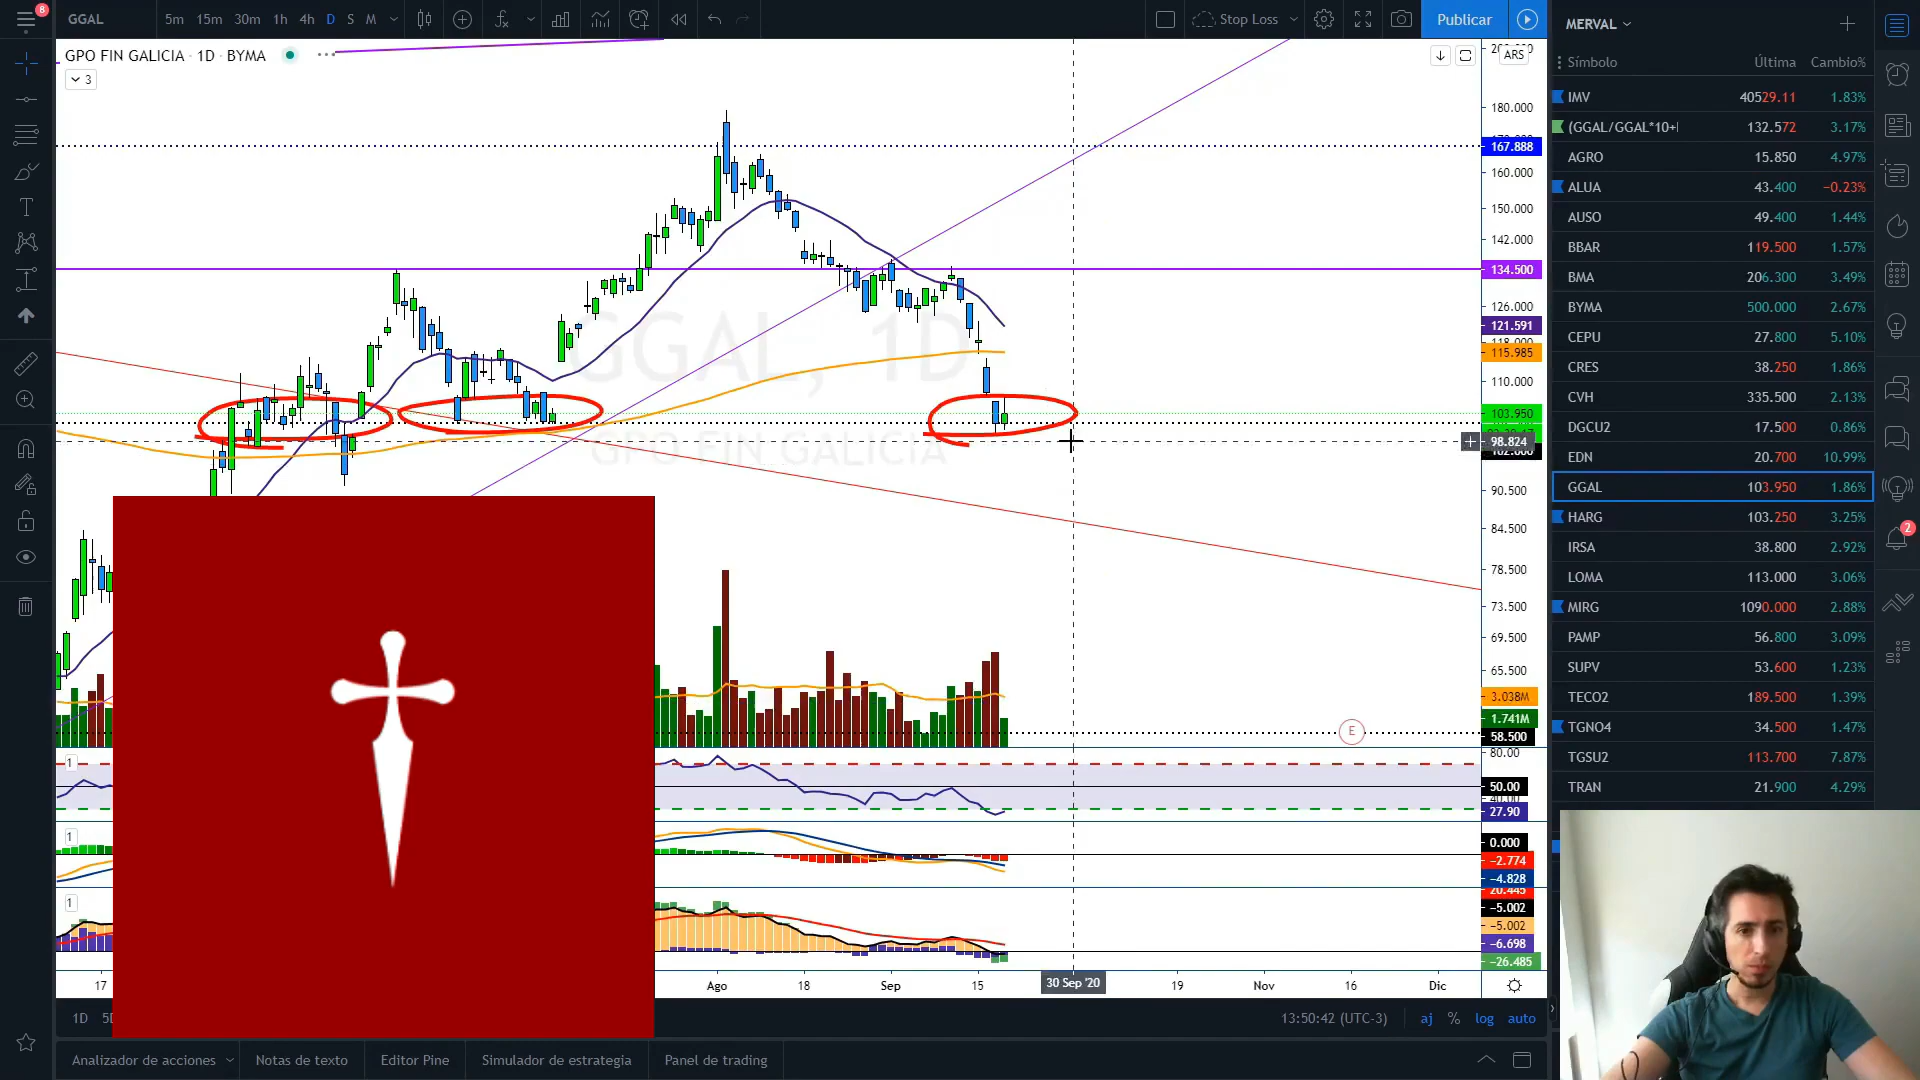 8
GGAL
5m 15m 30m 1h 4h D S M
Stop Loss
Publicar
MERVAL
GPO FIN GALICIA · 1D · BYMA
3
ARS
180.000
167.888
160.000
150.000
142.000
134.500
126.000
121.591
115.985
110.000
103.950
98.824
90.500
84.500
78.500
73.500
69.500
65.500
3.038M
1.741M
58.500
80.00
50.00
27.90
0.000
−2.774
−4.828
−5.002
−5.002
−6.698
−26.485
GGAL, 1D
GPO FIN GALICIA
E
1
1
1
17 Ago 18 Sep 15 30 Sep '20 19 Nov 16 Dic
1D
13:50:42 (UTC-3) aj % log auto
Analizador de acciones Notas de texto Editor Pine Simulador de estrategia Panel de trading
Símbolo Última Cambio%
IMV 40529.11 1.83%
(GGAL/GGAL*10+ 132.572 3.17%
AGRO 15.850 4.97%
ALUA 43.400 −0.23%
AUSO 49.400 1.44%
BBAR 119.500 1.57%
BMA 206.300 3.49%
BYMA 500.000 2.67%
CEPU 27.800 5.10%
CRES 38.250 1.86%
CVH 335.500 2.13%
DGCU2 17.500 0.86%
EDN 20.700 10.99%
GGAL 103.950 1.86%
HARG 103.250 3.25%
IRSA 38.800 2.92%
LOMA 113.000 3.06%
MIRG 1090.000 2.88%
PAMP 56.800 3.09%
SUPV 53.600 1.23%
TECO2 189.500 1.39%
TGNO4 34.500 1.47%
TGSU2 113.700 7.87%
TRAN 21.900 4.29%
2